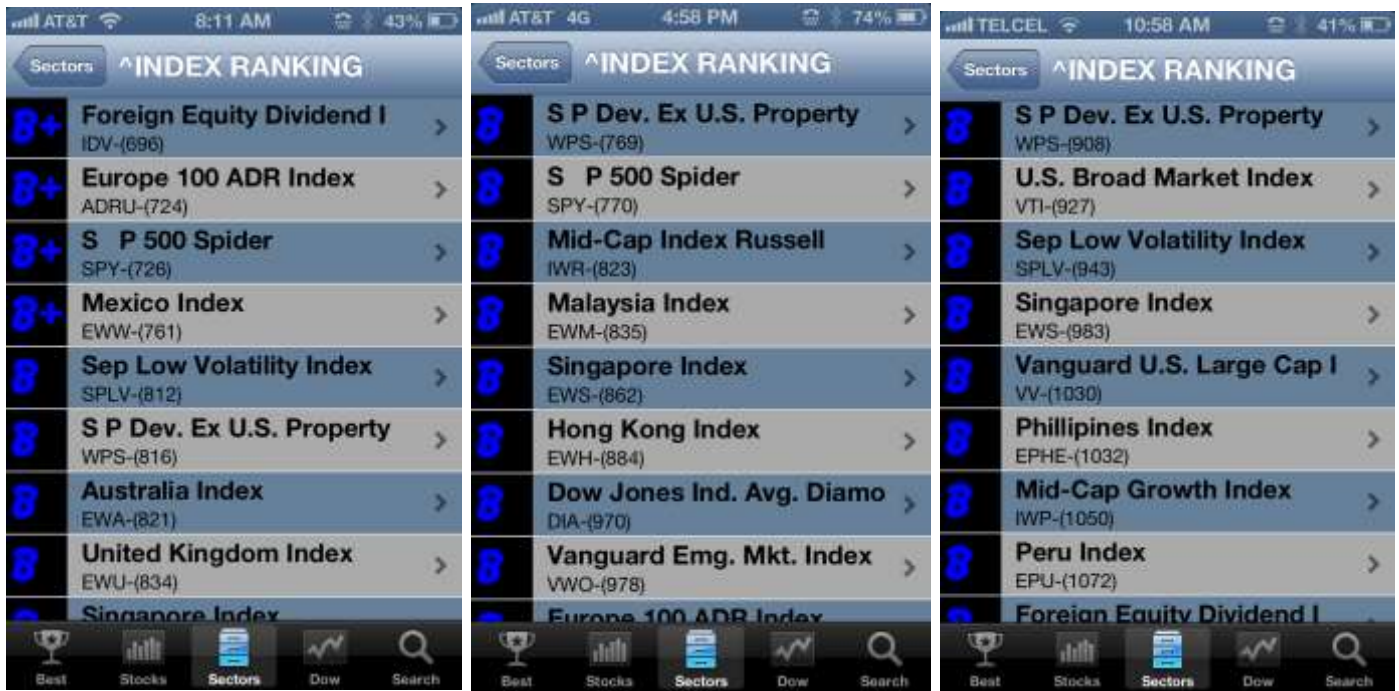 AT&T 8:11 AM 43%
Sectors ^INDEX RANKING
B+ Foreign Equity Dividend I
IDV-(696)
B+ Europe 100 ADR Index
ADRU-(724)
B+ S P 500 Spider
SPY-(726)
B+ Mexico Index
EWW-(761)
B Sep Low Volatility Index
SPLV-(812)
B S P Dev. Ex U.S. Property
WPS-(816)
B Australia Index
EWA-(821)
B United Kingdom Index
EWU-(834)
Singapore Index
Best Stocks Sectors Dow Search
AT&T 4G 4:58 PM 74%
Sectors ^INDEX RANKING
B S P Dev. Ex U.S. Property
WPS-(769)
B S P 500 Spider
SPY-(770)
B Mid-Cap Index Russell
IWR-(823)
B Malaysia Index
EWM-(835)
B Singapore Index
EWS-(862)
B Hong Kong Index
EWH-(884)
B Dow Jones Ind. Avg. Diamo
DIA-(970)
B Vanguard Emg. Mkt. Index
VWO-(978)
Europe 100 ADR Index
Best Stocks Sectors Dow Search
TELCEL 10:58 AM 41%
Sectors ^INDEX RANKING
B S P Dev. Ex U.S. Property
WPS-(908)
B U.S. Broad Market Index
VTI-(927)
B Sep Low Volatility Index
SPLV-(943)
B Singapore Index
EWS-(983)
B Vanguard U.S. Large Cap I
VV-(1030)
B Phillipines Index
EPHE-(1032)
B Mid-Cap Growth Index
IWP-(1050)
B Peru Index
EPU-(1072)
Foreign Equity Dividend I
Best Stocks Sectors Dow Search